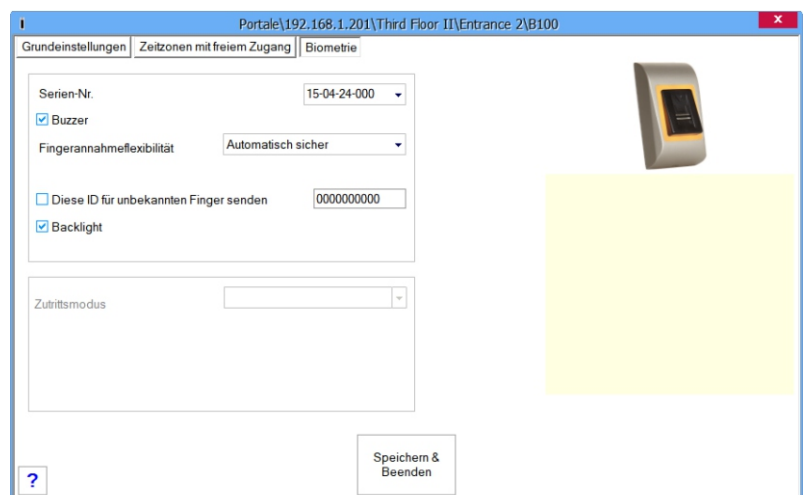 Portale\192.168.1.201\Third Floor II\Entrance 2\B100
x
Grundeinstellungen Zeitzonen mit freiem Zugang Biometrie
Serien-Nr. 15-04-24-000
Buzzer
Fingerannahmeflexibilität Automatisch sicher
Diese ID für unbekannten Finger senden 0000000000
Backlight
Zutrittsmodus
Speichern &
Beenden
?